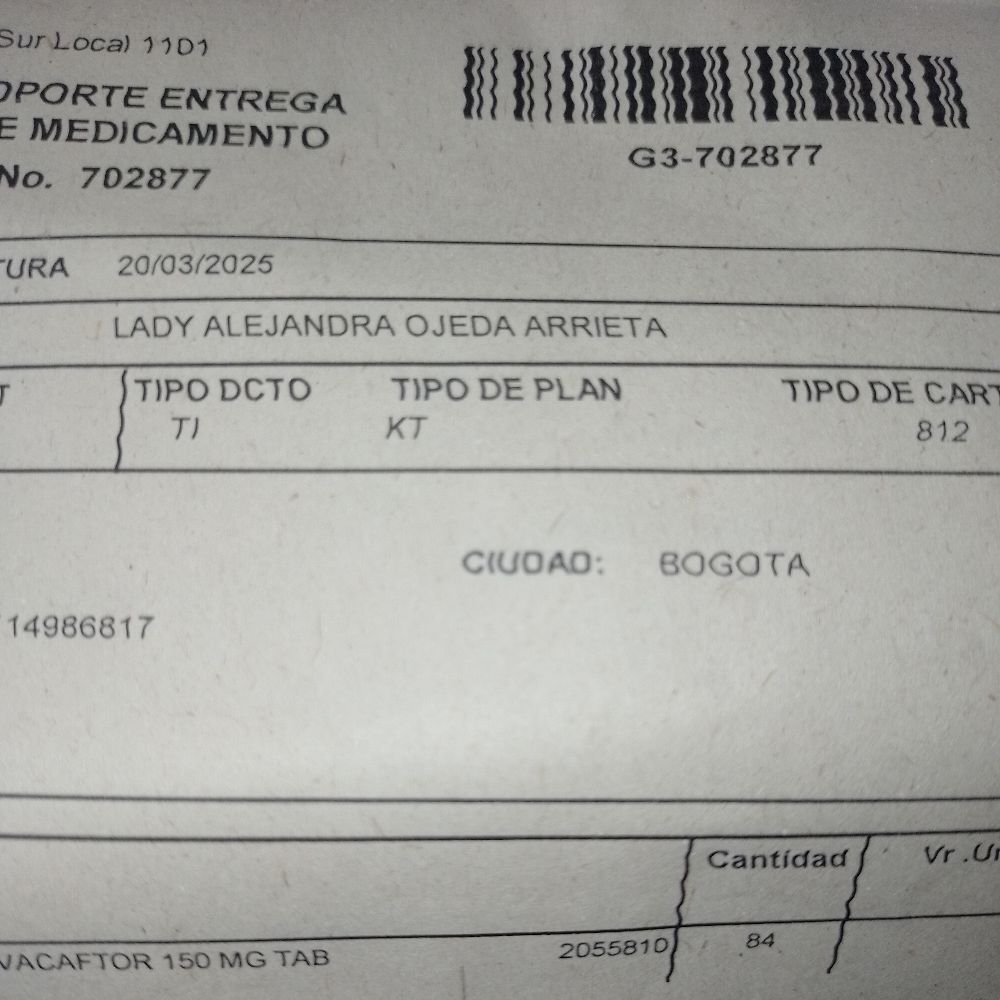 Sur Local 1101
OPORTE ENTREGA
E MEDICAMENTO
No. 702877
G3-702877
TURA 20/03/2025
LADY ALEJANDRA OJEDA ARRIETA
T TIPO DCTO TIPO DE PLAN TIPO DE CART
TI KT 812
CIUDAD: BOGOTA
14986817
Cantidad Vr.Un
VACAFTOR 150 MG TAB 2055810 84